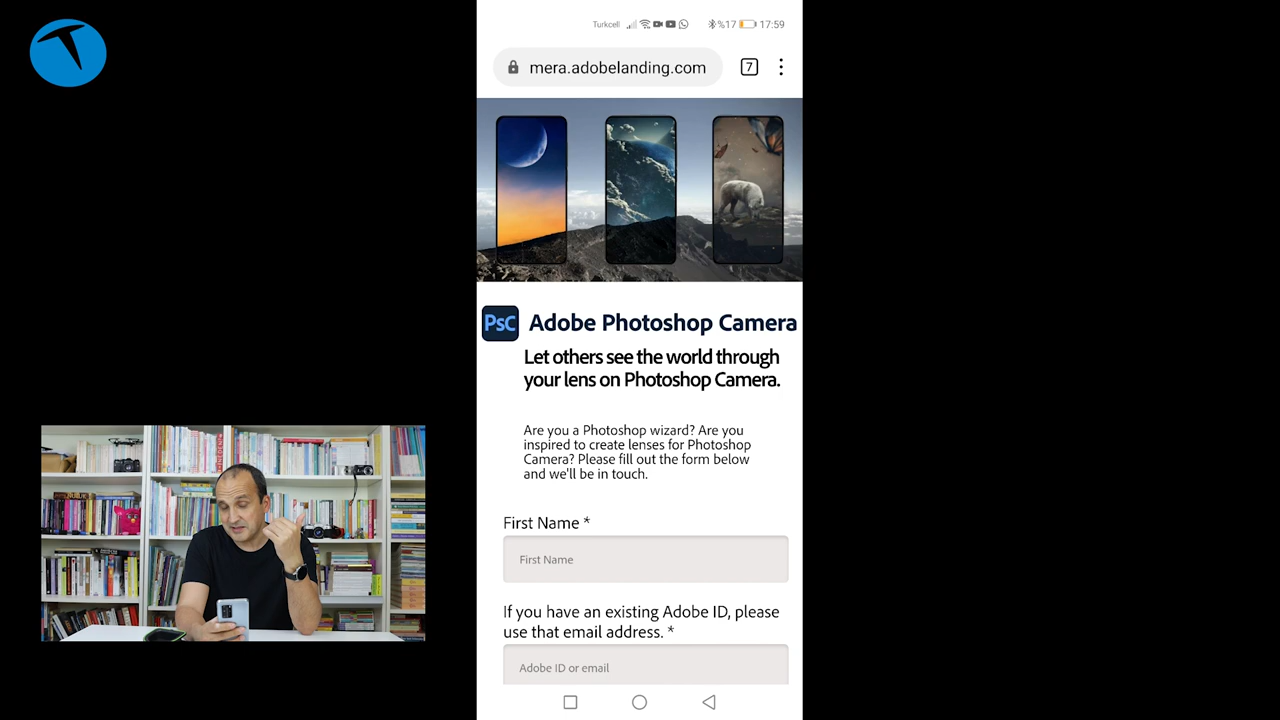 Turkcell
%17
17:59
mera.adobelanding.com
7
PsC
Adobe Photoshop Camera
Let others see the world through
your lens on Photoshop Camera.
Are you a Photoshop wizard? Are you
inspired to create lenses for Photoshop
Camera? Please fill out the form below
and we'll be in touch.
First Name *
First Name
If you have an existing Adobe ID, please
use that email address. *
Adobe ID or email